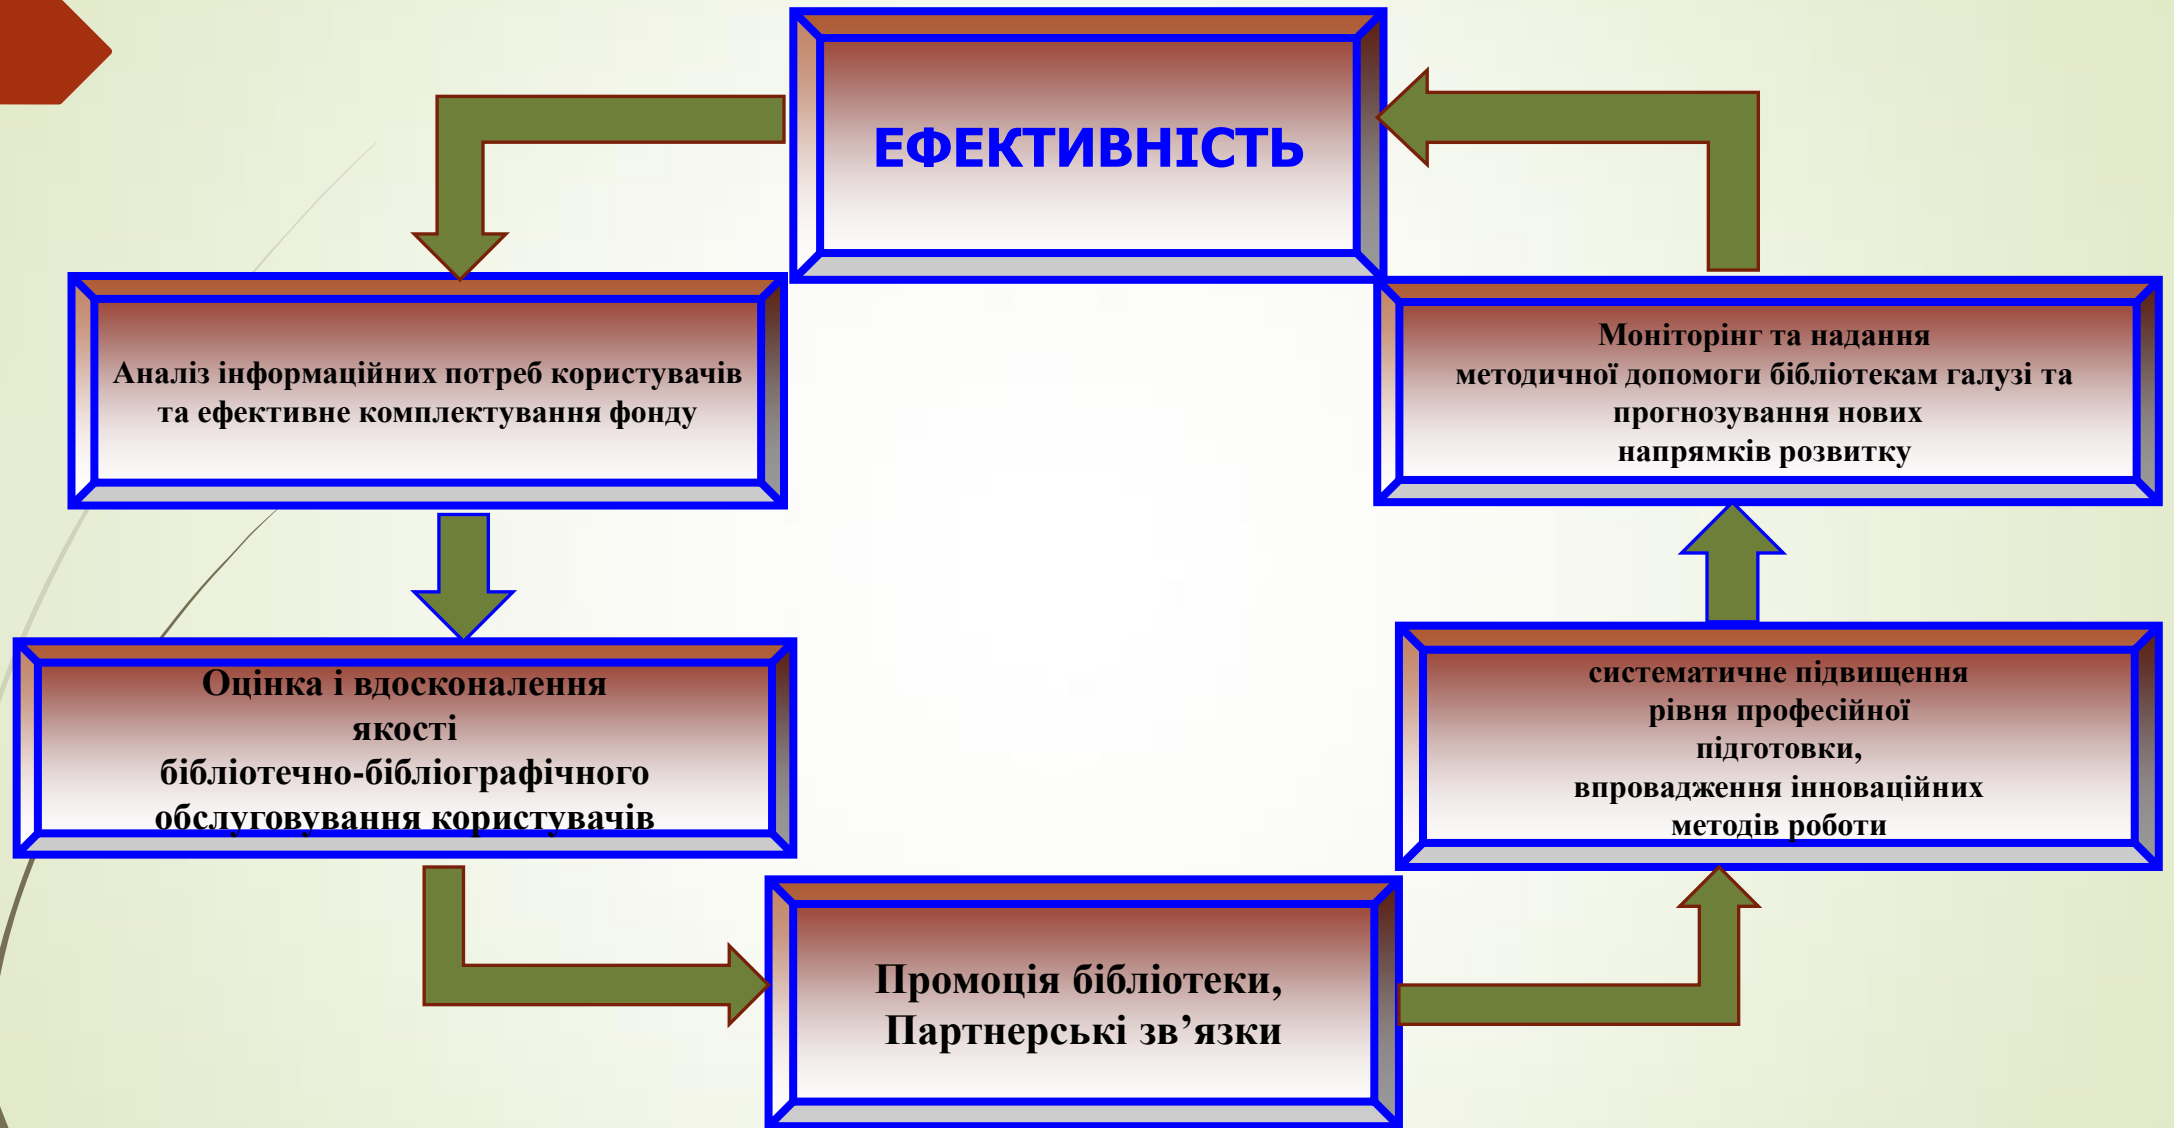 ЕФЕКТИВНІСТЬ
Аналіз інформаційних потреб користувачів
та ефективне комплектування фонду
Моніторінг та надання
методичної допомоги бібліотекам галузі та
прогнозування нових
напрямків розвитку
Оцінка і вдосконалення
якості
бібліотечно-бібліографічного
обслуговування користувачів
систематичне підвищення
рівня професійної
підготовки,
впровадження інноваційних
методів роботи
Промоція бібліотеки,
Партнерські зв’язки